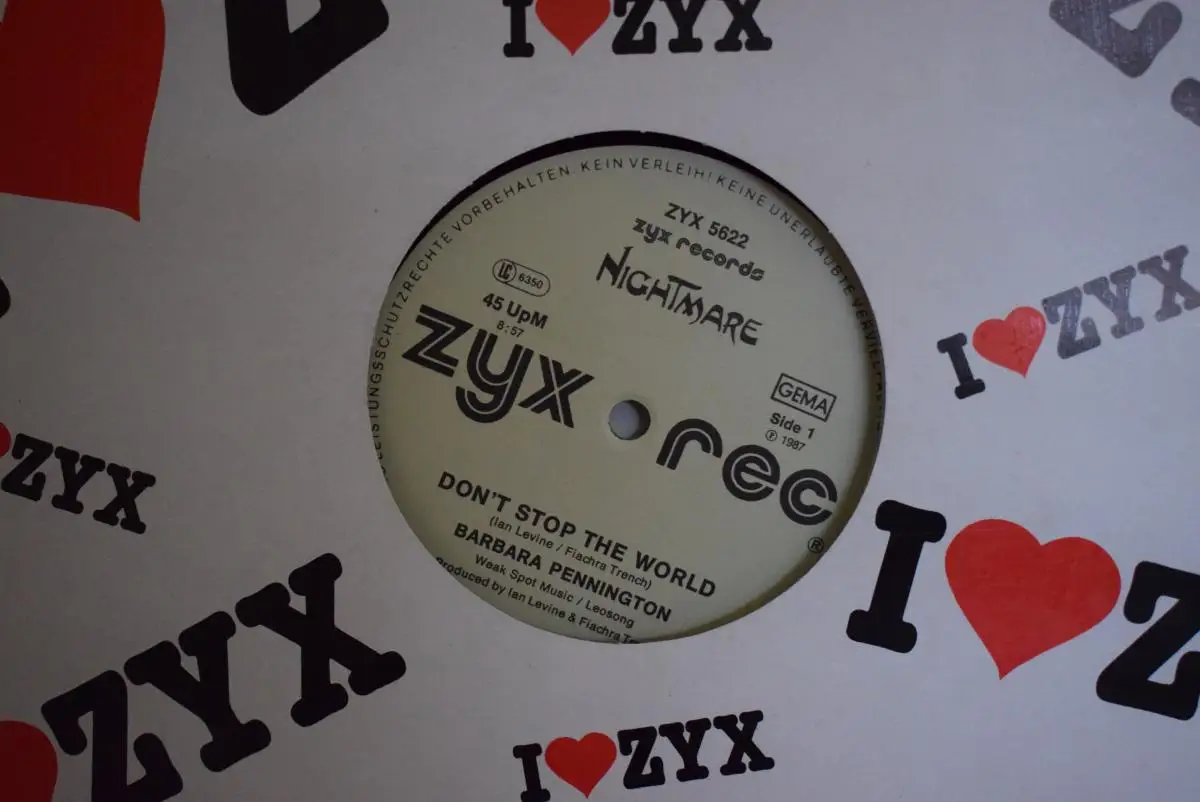 I ZYX
LEISTUNGSSCHUTZRECHTE VORBEHALTEN. KEIN VERLEIH! KEINE UNERLAUBTE
ZYX 5622
zyx records
NIGHTMARE
LC 6350
45 UpM
8:57
GEMA
Side 1
Ⓟ 1987
zyx rec
®
DON'T STOP THE WORLD
(Ian Levine / Fiachra Trench)
BARBARA PENNINGTON
Weak Spot Music / Leosong
produced by Ian Levine & Fiachra
I ZYX
ZYX
I Z
ZYX
I ZYX